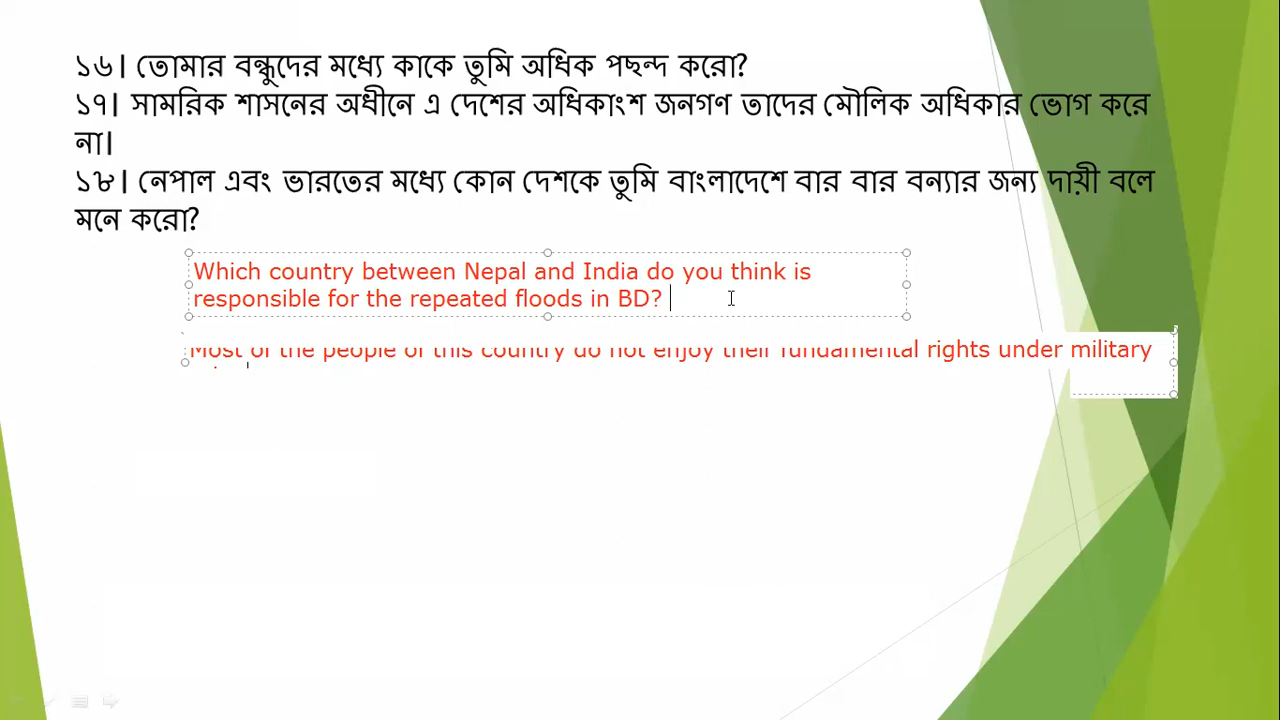 ১৬। তোমার বন্ধুদের মধ্যে কাকে তুমি অধিক পছন্দ করো?
১৭। সামরিক শাসনের অধীনে এ দেশের অধিকাংশ জনগণ তাদের মৌলিক অধিকার ভোগ করে
না।
১৮। নেপাল এবং ভারতের মধ্যে কোন দেশকে তুমি বাংলাদেশে বার বার বন্যার জন্য দায়ী বলে
মনে করো?
Which country between Nepal and India do you think is
responsible for the repeated floods in BD?
Most of the people of this country do not enjoy their fundamental rights under military